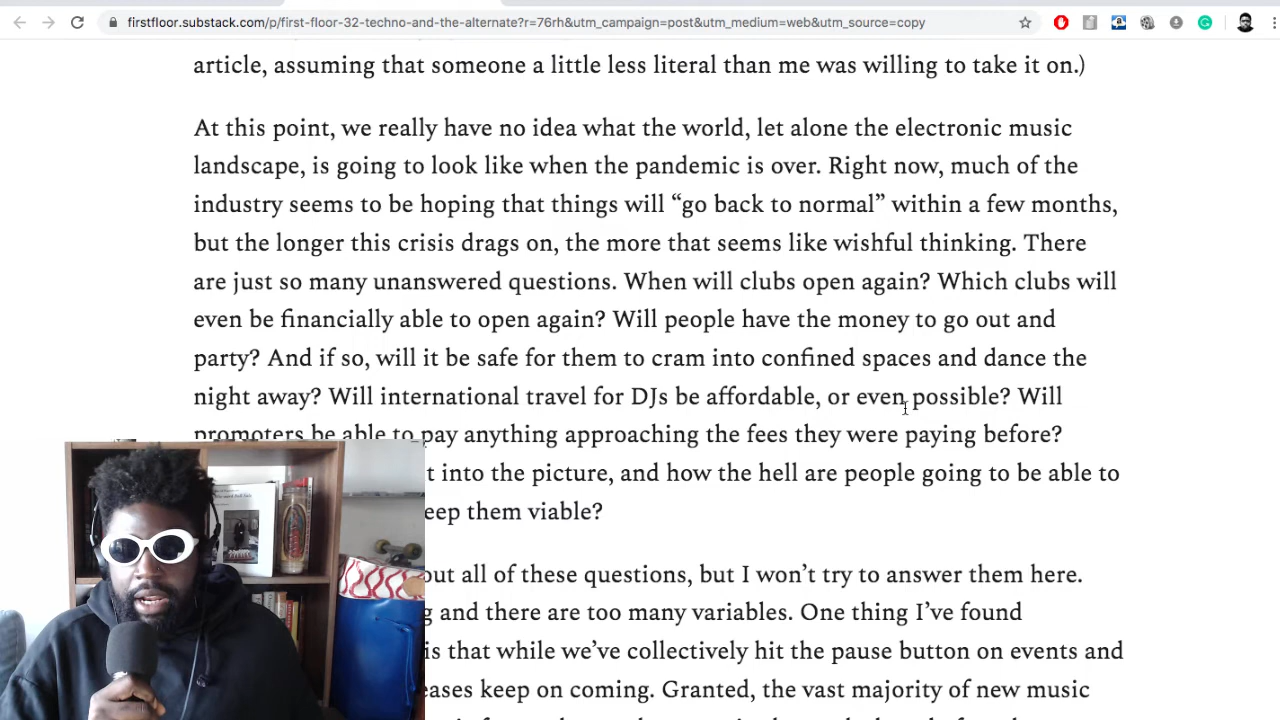 firstfloor.substack.com/p/first-floor-32-techno-and-the-alternate?r=76rh&utm_campaign=post&utm_medium=web&utm_source=copy
article, assuming that someone a little less literal than me was willing to take it on.)
At this point, we really have no idea what the world, let alone the electronic music
landscape, is going to look like when the pandemic is over. Right now, much of the
industry seems to be hoping that things will “go back to normal” within a few months,
but the longer this crisis drags on, the more that seems like wishful thinking. There
are just so many unanswered questions. When will clubs open again? Which clubs will
even be financially able to open again? Will people have the money to go out and
party? And if so, will it be safe for them to cram into confined spaces and dance the
night away? Will international travel for DJs be affordable, or even possible? Will
promoters be able to pay anything approaching the fees they were paying before?
t into the picture, and how the hell are people going to be able to
eep them viable?
out all of these questions, but I won’t try to answer them here.
g and there are too many variables. One thing I’ve found
is that while we’ve collectively hit the pause button on events and
eases keep on coming. Granted, the vast majority of new music